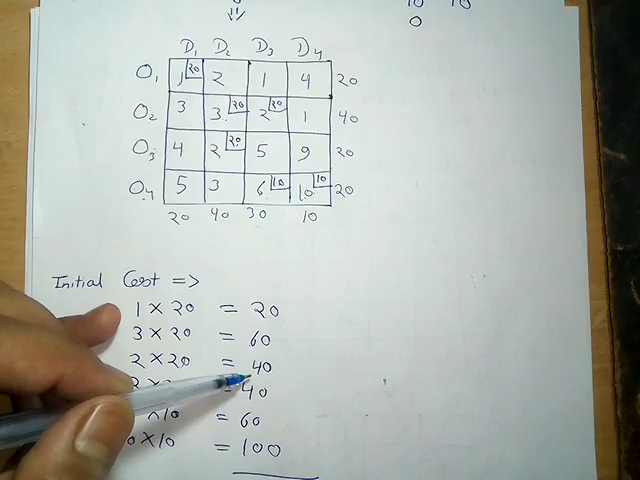 10 10
0
D1 D2 D3 D4
O1 1 20 2 1 4 20
O2 3 3 20 2 20 1 40
O3 4 2 20 5 9 20
O4 5 3 6 10 10 10 20
20 40 30 10
Initial Cost =>
1 × 20 = 20
3 × 20 = 60
2 × 20 = 40
= 40
× 10 = 60
0 × 10 = 100